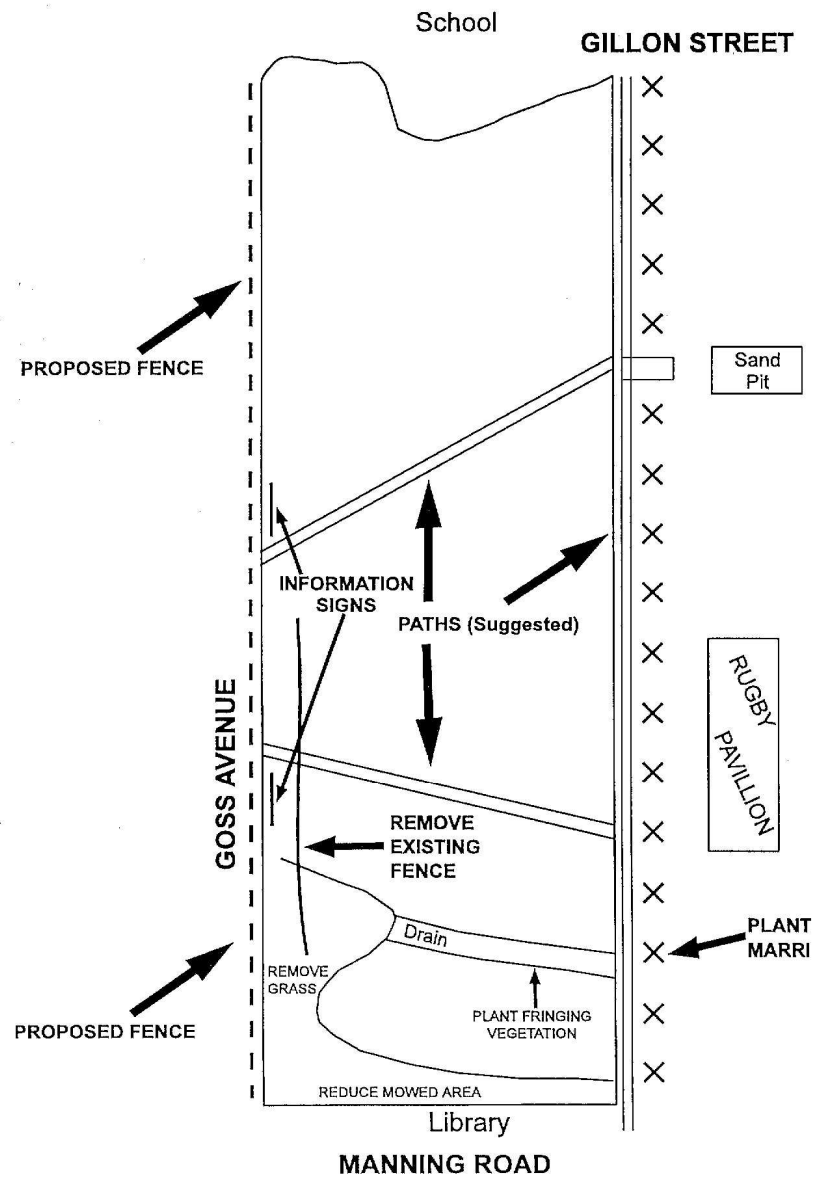 School
GILLON STREET
PROPOSED FENCE
Sand
Pit
INFORMATION
SIGNS
PATHS (Suggested)
RUGBY
PAVILLION
GOSS AVENUE
REMOVE
EXISTING
FENCE
Drain
PLANT
MARRI
REMOVE
GRASS
PLANT FRINGING
VEGETATION
PROPOSED FENCE
REDUCE MOWED AREA
Library
MANNING ROAD